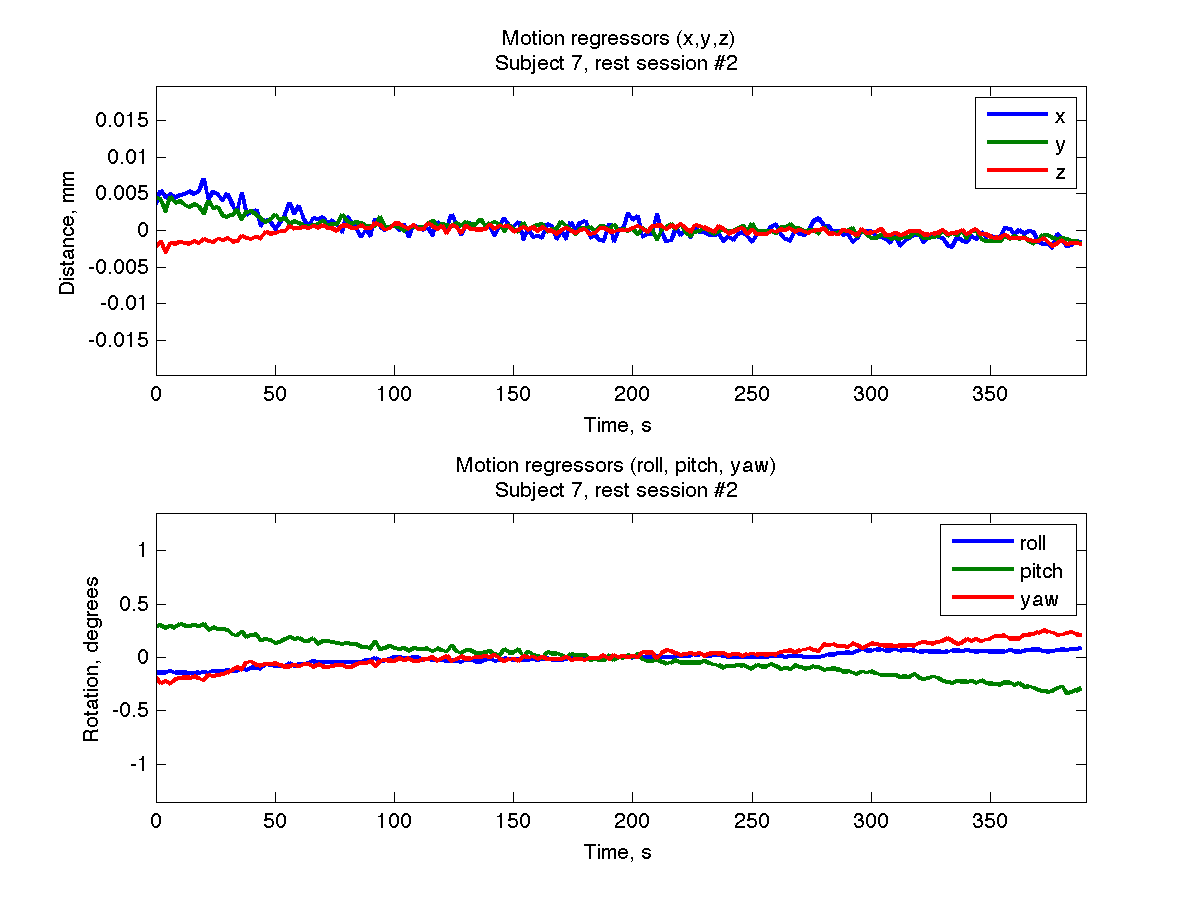 Motion regressors (x,y,z)
Subject 7, rest session #2
0.015
0.01
0.005
0
-0.005
-0.01
-0.015
Distance, mm
x
y
z
0 50 100 150 200 250 300 350
Time, s
Motion regressors (roll, pitch, yaw)
Subject 7, rest session #2
1
0.5
0
-0.5
-1
Rotation, degrees
roll
pitch
yaw
0 50 100 150 200 250 300 350
Time, s